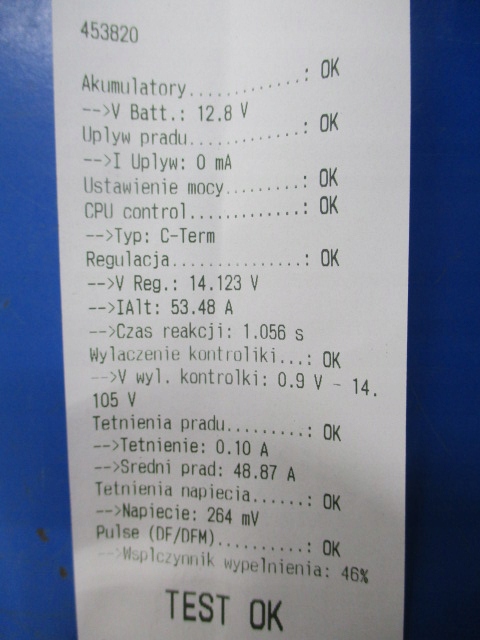 453820
Akumulatory.............: OK
-->V Batt.: 12.8 V
Uplyw pradu.............: OK
-->I Uplyw: 0 mA
Ustawienie mocy.........: OK
CPU control.............: OK
-->Typ: C-Term
Regulacja...............: OK
-->V Reg.: 14.123 V
-->IAlt: 53.48 A
-->Czas reakcji: 1.056 s
Wylaczenie kontroliki...: OK
-->V wyl. kontrolki: 0.9 V - 14.
105 V
Tetnienia pradu.........: OK
-->Tetnienie: 0.10 A
-->Sredni prad: 48.87 A
Tetnienia napiecia......: OK
-->Napiecie: 264 mV
Pulse (DF/DFM)..........: OK
-->Wsplczynnik wypelnienia: 46%
TEST OK